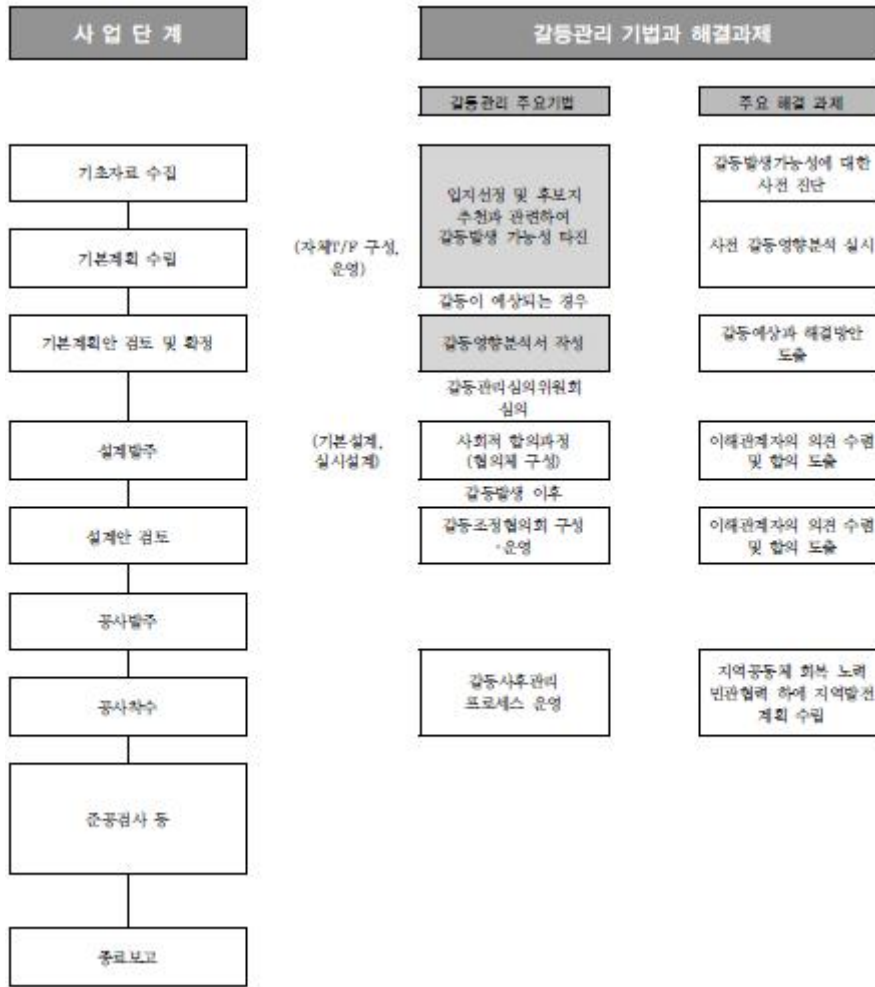 사 업 단 계
갈등관리 기법과 해결과제
갈등관리 주요기법
주요 해결 과제
기초자료 수집
입지선정 및 후보지
추천과 관련하여
갈등발생 가능성 타진
갈등발생가능성에 대한
사전 진단
기본계획 수립
(자체T/F 구성,
운영)
사전 갈등영향분석 실시
갈등이 예상되는 경우
기본계획안 검토 및 확정
갈등영향분석서 작성
갈등예상과 해결방안
도출
갈등관리심의위원회
심의
설계발주
(기본설계,
실시설계)
사회적 합의과정
(협의체 구성)
이해관계자의 의견 수렴
및 합의 도출
갈등발생 이후
설계안 검토
갈등조정협의회 구성
·운영
이해관계자의 의견 수렴
및 합의 도출
공사발주
공사착수
갈등사후관리
프로세스 운영
지역공동체 회복 노력
민관협력 하에 지역발전
계획 수립
준공검사 등
종료보고